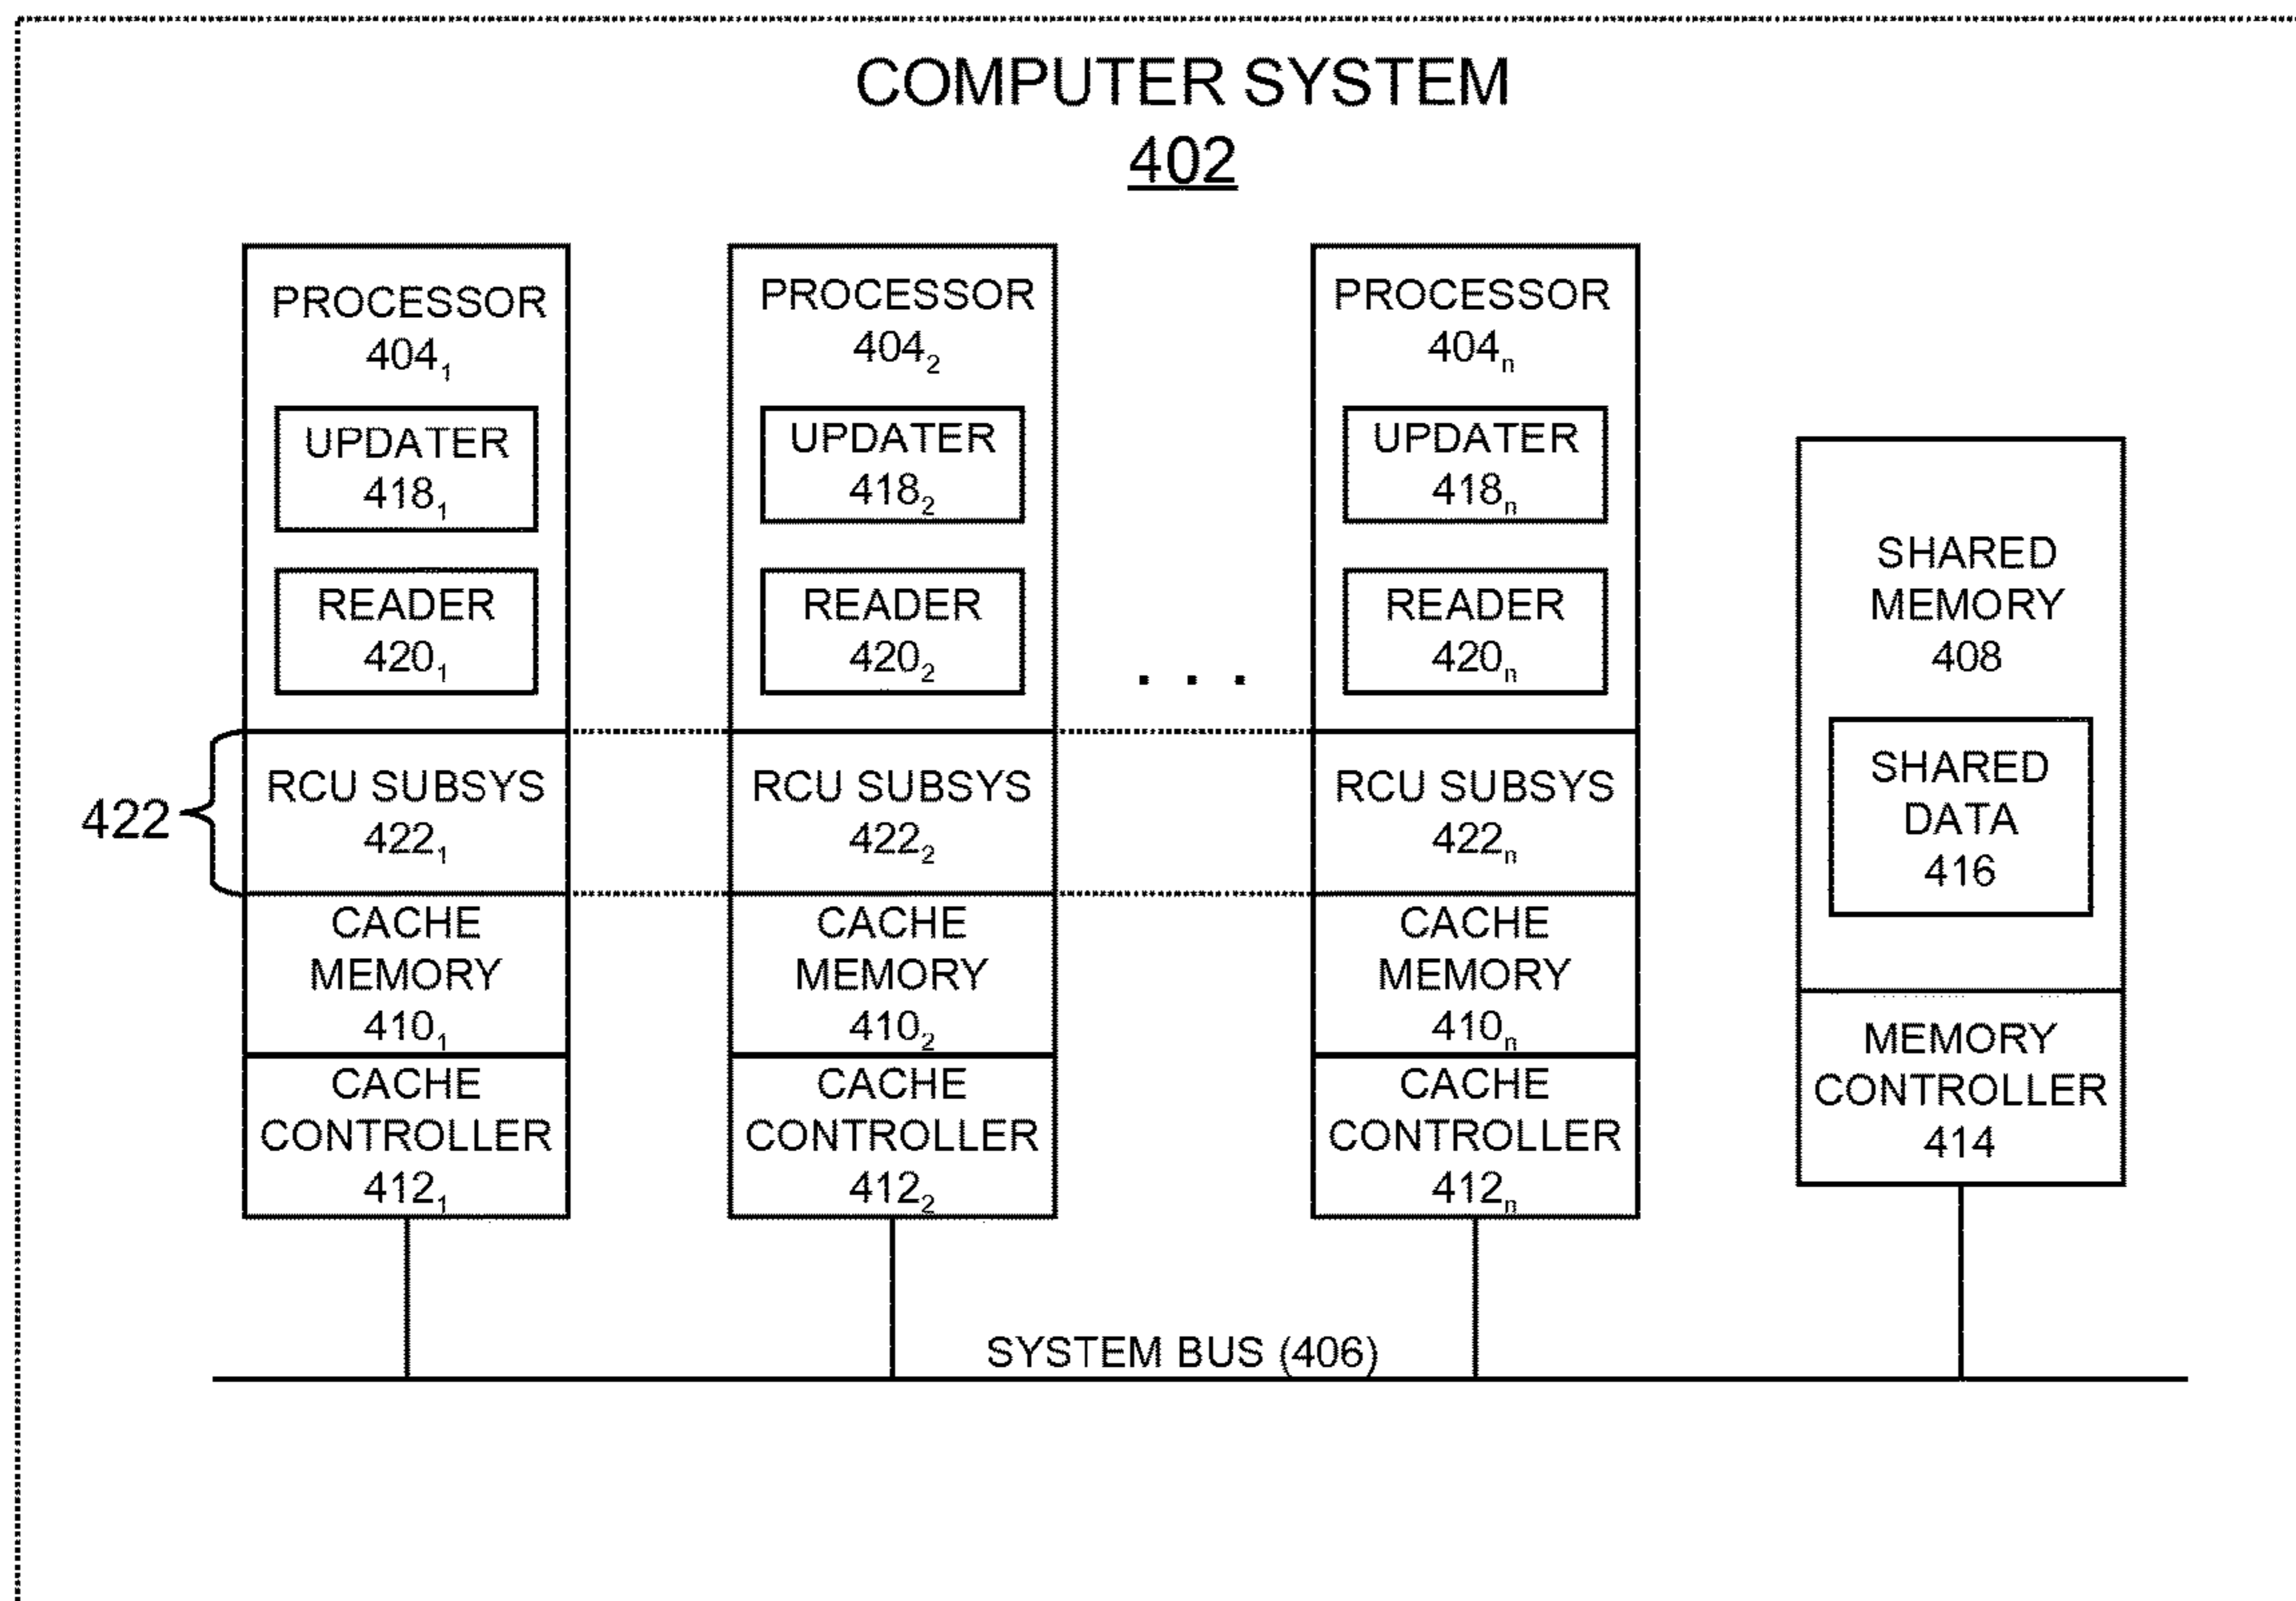 COMPUTER SYSTEM
402
PROCESSOR
404₁
UPDATER
418₁
READER
420₁
RCU SUBSYS
422₁
CACHE
MEMORY
410₁
CACHE
CONTROLLER
412₁
PROCESSOR
404₂
UPDATER
418₂
READER
420₂
RCU SUBSYS
422₂
CACHE
MEMORY
410₂
CACHE
CONTROLLER
412₂
. . .
PROCESSOR
404ₙ
UPDATER
418ₙ
READER
420ₙ
RCU SUBSYS
422ₙ
CACHE
MEMORY
410ₙ
CACHE
CONTROLLER
412ₙ
SHARED
MEMORY
408
SHARED
DATA
416
MEMORY
CONTROLLER
414
422
SYSTEM BUS (406)